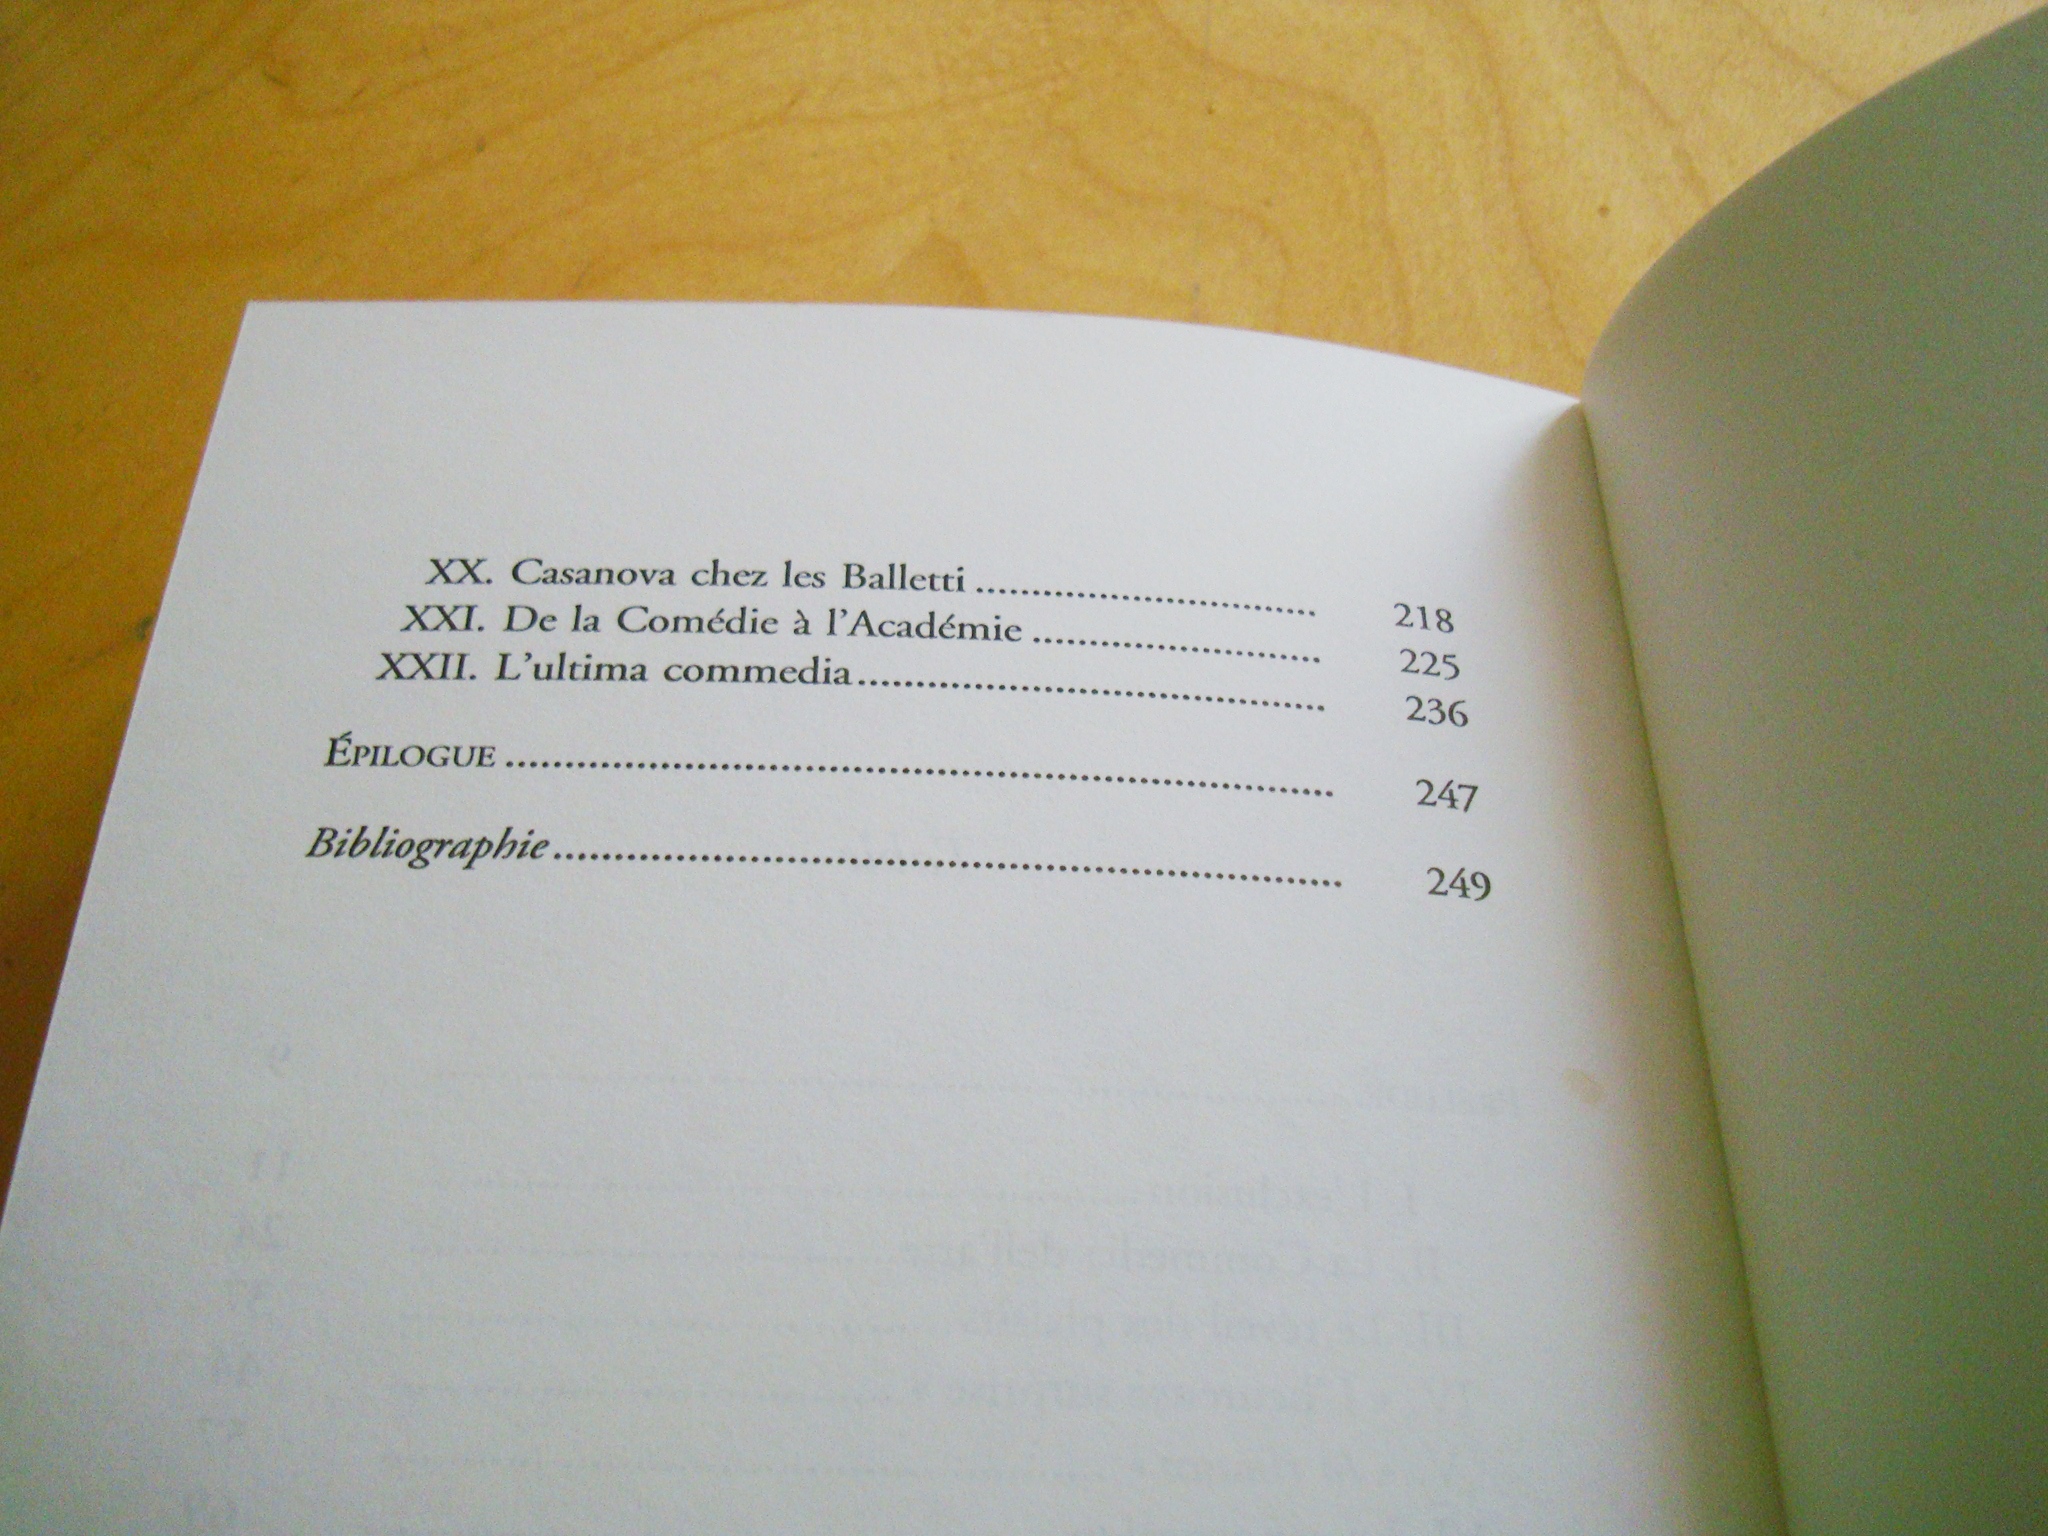 XX. Casanova chez les Balletti ........................................ 218
XXI. De la Comédie à l'Académie .................................. 225
XXII. L'ultima commedia....................................................... 236
ÉPILOGUE .................................................................................. 247
Bibliographie.............................................................................. 249